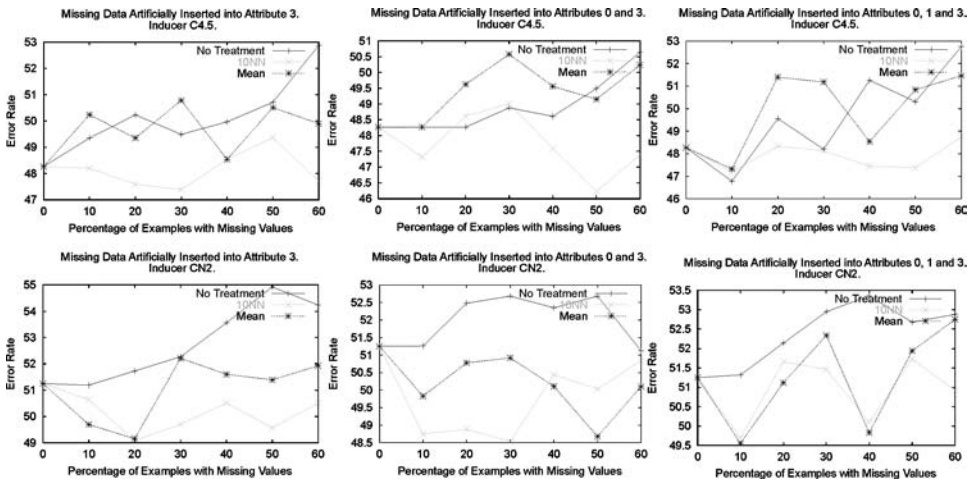 Missing Data Artificially Inserted into Attribute 3.
Inducer C4.5.
53
52
51
50
49
48
47
Error Rate
No Treatment
10NN
Mean
0 10 20 30 40 50 60
Percentage of Examples with Missing Values
Missing Data Artificially Inserted into Attributes 0 and 3.
Inducer C4.5.
51
50.5
50
49.5
49
48.5
48
47.5
47
46.5
46
Error Rate
No Treatment
10NN
Mean
0 10 20 30 40 50 60
Percentage of Examples with Missing Values
Missing Data Artificially Inserted into Attributes 0, 1 and 3.
Inducer C4.5.
53
52
51
50
49
48
47
46
Error Rate
No Treatment
10NN
Mean
0 10 20 30 40 50 60
Percentage of Examples with Missing Values
Missing Data Artificially Inserted into Attribute 3.
Inducer CN2.
55
54
53
52
51
50
49
Error Rate
No Treatment
10NN
Mean
0 10 20 30 40 50 60
Percentage of Examples with Missing Values
Missing Data Artificially Inserted into Attributes 0 and 3.
Inducer CN2.
53
52.5
52
51.5
51
50.5
50
49.5
49
48.5
Error Rate
No Treatment
10NN
Mean
0 10 20 30 40 50 60
Percentage of Examples with Missing Values
Missing Data Artificially Inserted into Attributes 0, 1 and 3.
Inducer CN2.
53.5
53
52.5
52
51.5
51
50.5
50
49.5
Error Rate
No Treatment
10NN
Mean
0 10 20 30 40 50 60
Percentage of Examples with Missing Values